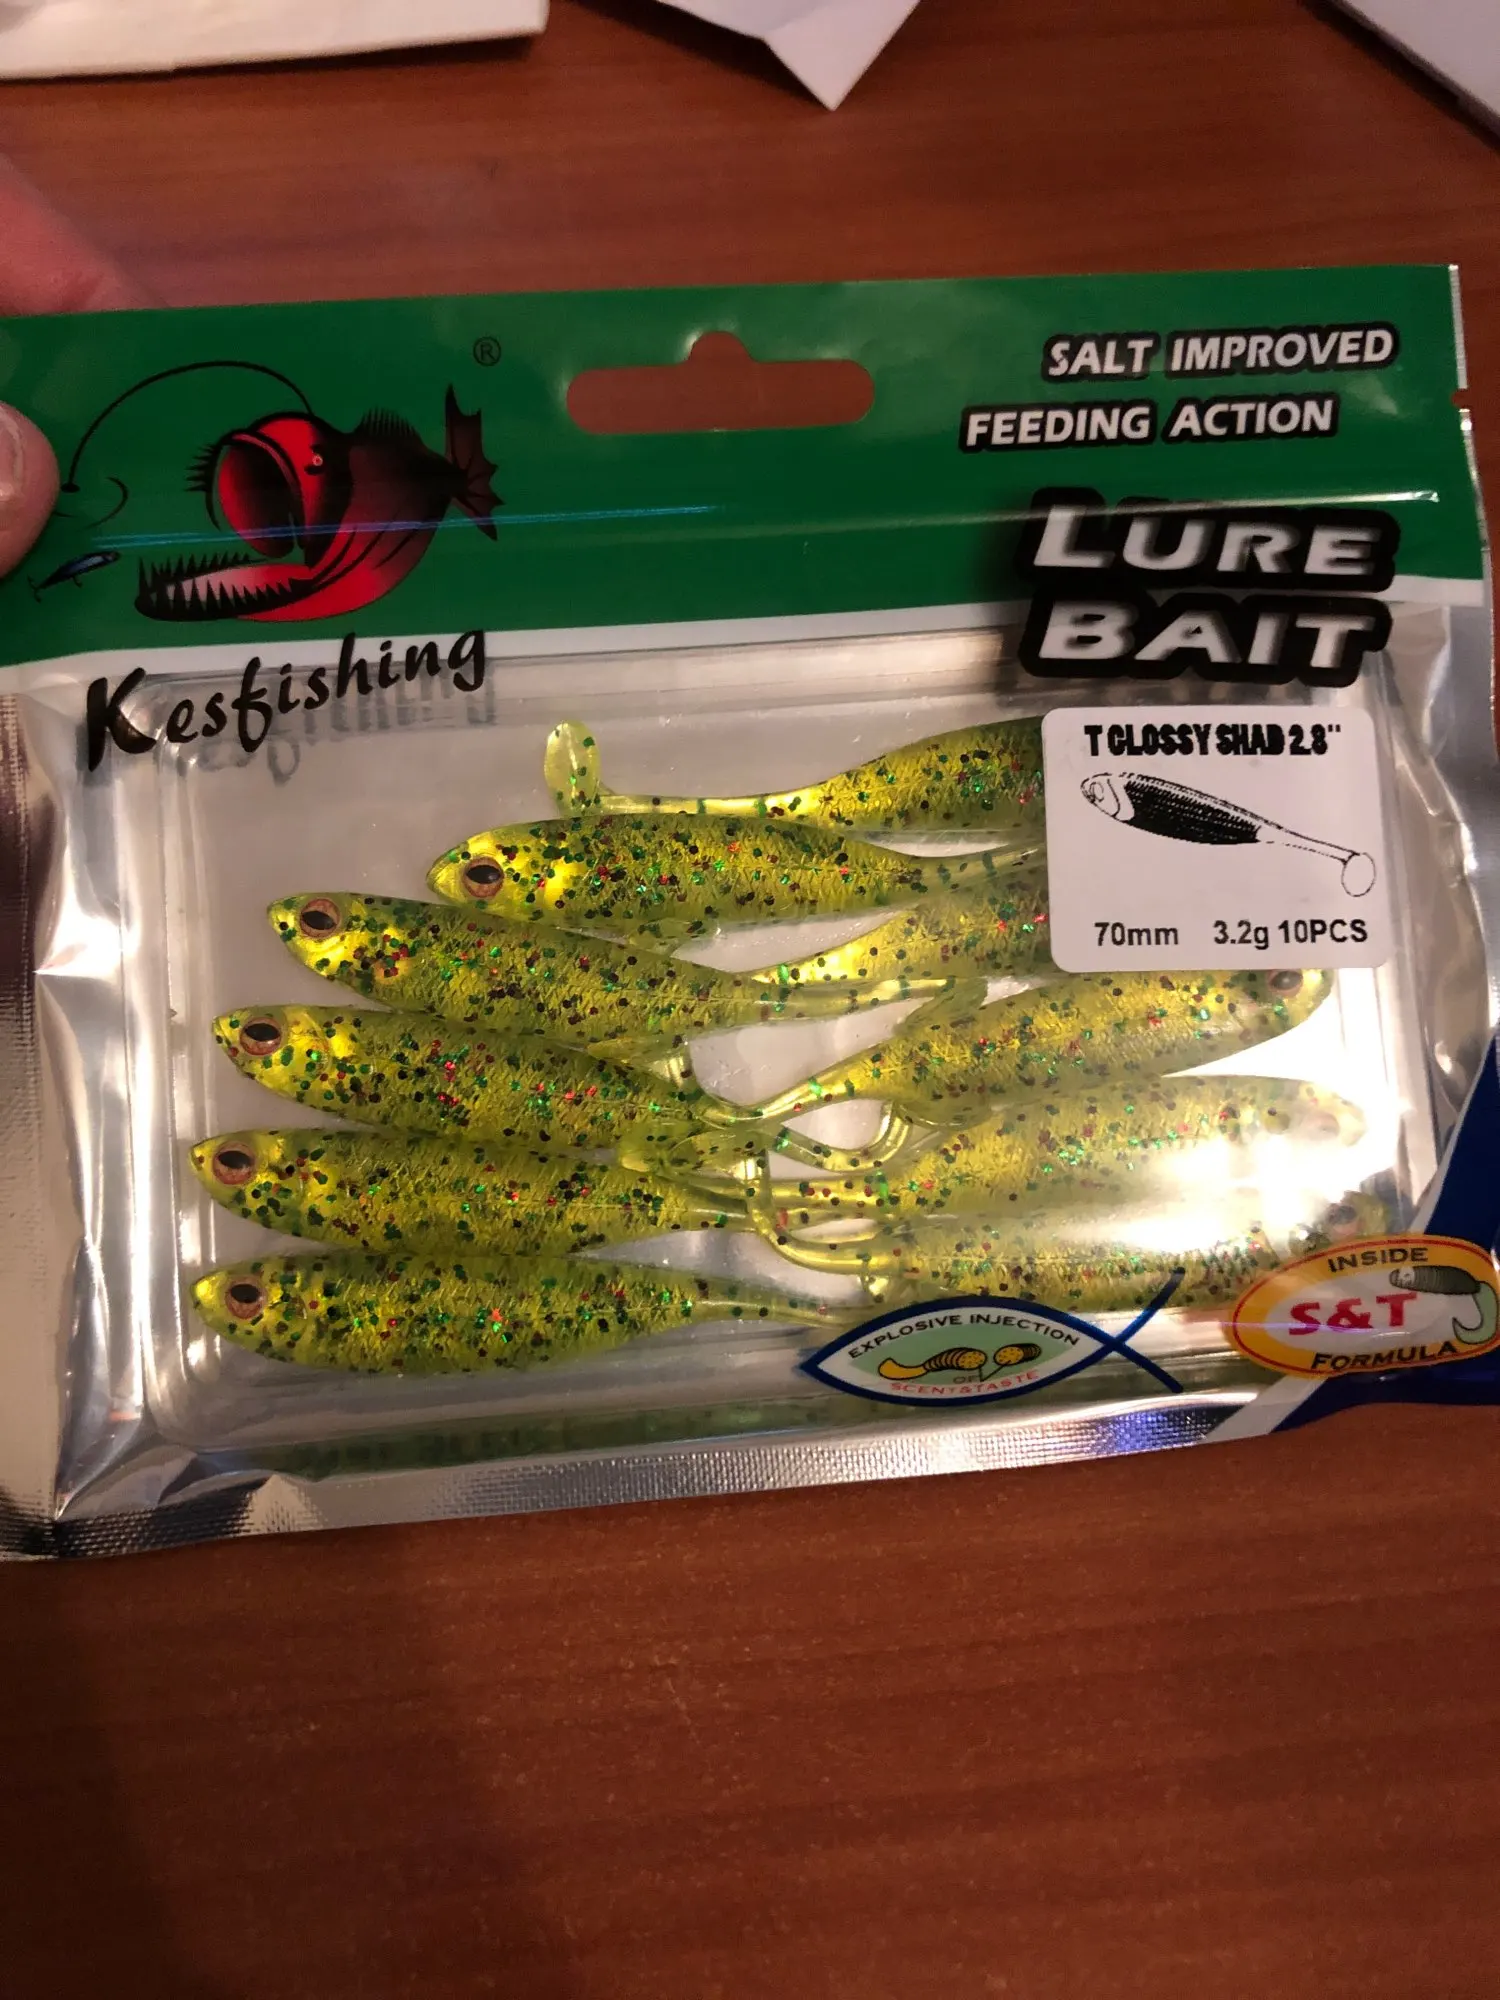 ®
SALT IMPROVED
FEEDING ACTION
LURE
BAIT
Kesfishing
T GLOSSY SHAD 2.8"
70mm 3.2g 10PCS
EXPLOSIVE INJECTION
OF
SCENT&TASTE
INSIDE
S&T
FORMULA